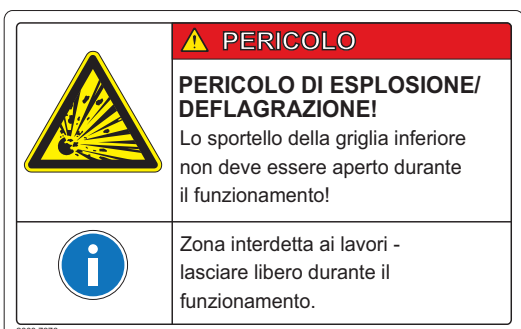 PERICOLO
PERICOLO DI ESPLOSIONE/
DEFLAGRAZIONE!
Lo sportello della griglia inferiore
non deve essere aperto durante
il funzionamento!
Zona interdetta ai lavori -
lasciare libero durante il
funzionamento.